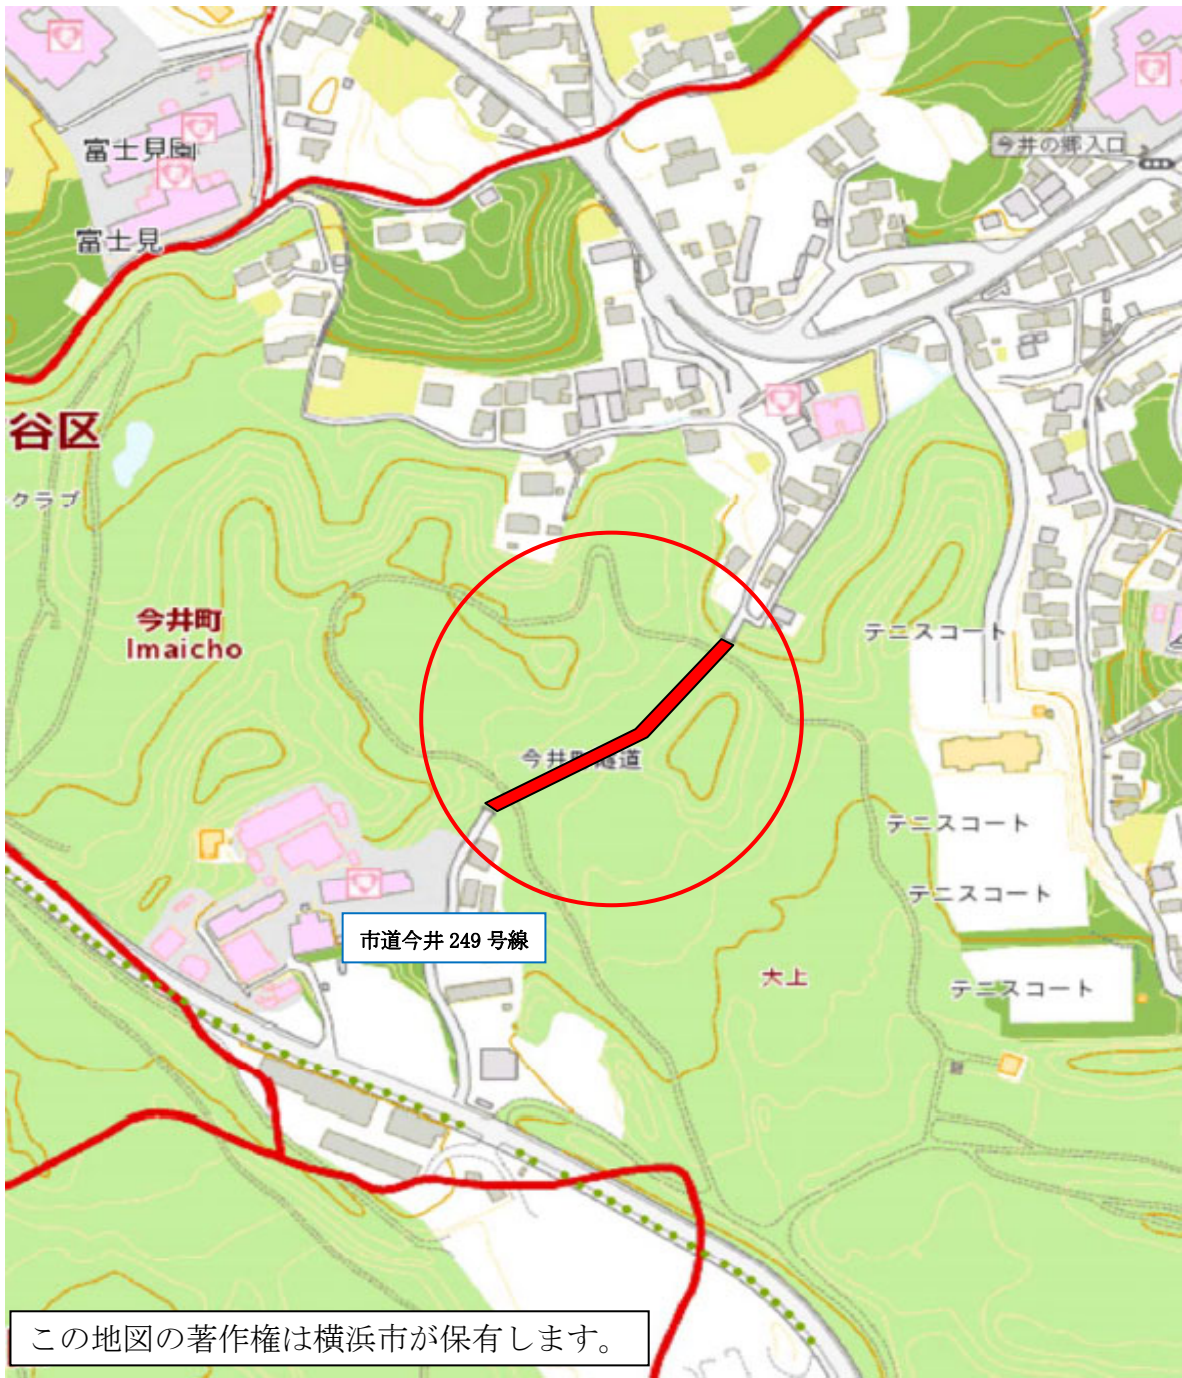 富士見園
今井の郷入口
富士見
谷区
クラブ
今井町
Imaicho
テニスコート
今井町隧道
テニスコート
テニスコート
市道今井 249 号線
大上
テニスコート
この地図の著作権は横浜市が保有します。